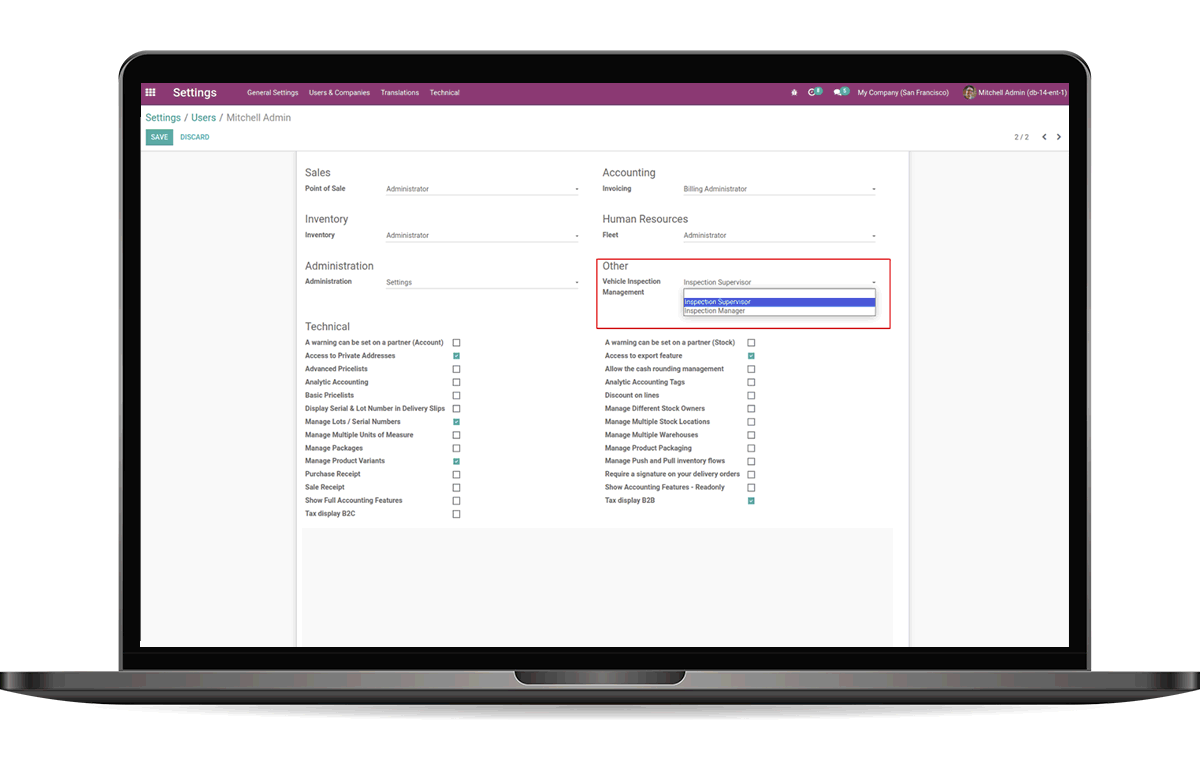 Settings
General Settings
Users & Companies
Translations
Technical
My Company (San Francisco)
Mitchell Admin (db-14-ent-1)
Settings / Users / Mitchell Admin
SAVE
DISCARD
2 / 2
Sales
Point of Sale
Administrator
Accounting
Invoicing
Billing Administrator
Inventory
Inventory
Administrator
Human Resources
Fleet
Administrator
Administration
Administration
Settings
Other
Vehicle Inspection
Management
Inspection Supervisor
Inspection Supervisor
Inspection Manager
Technical
A warning can be set on a partner (Account)
A warning can be set on a partner (Stock)
Access to Private Addresses
Access to export feature
Advanced Pricelists
Allow the cash rounding management
Analytic Accounting
Analytic Accounting Tags
Basic Pricelists
Discount on lines
Display Serial & Lot Number in Delivery Slips
Manage Different Stock Owners
Manage Lots / Serial Numbers
Manage Multiple Stock Locations
Manage Multiple Units of Measure
Manage Multiple Warehouses
Manage Packages
Manage Product Packaging
Manage Product Variants
Manage Push and Pull inventory flows
Purchase Receipt
Require a signature on your delivery orders
Sale Receipt
Show Accounting Features - Readonly
Show Full Accounting Features
Tax display B2B
Tax display B2C